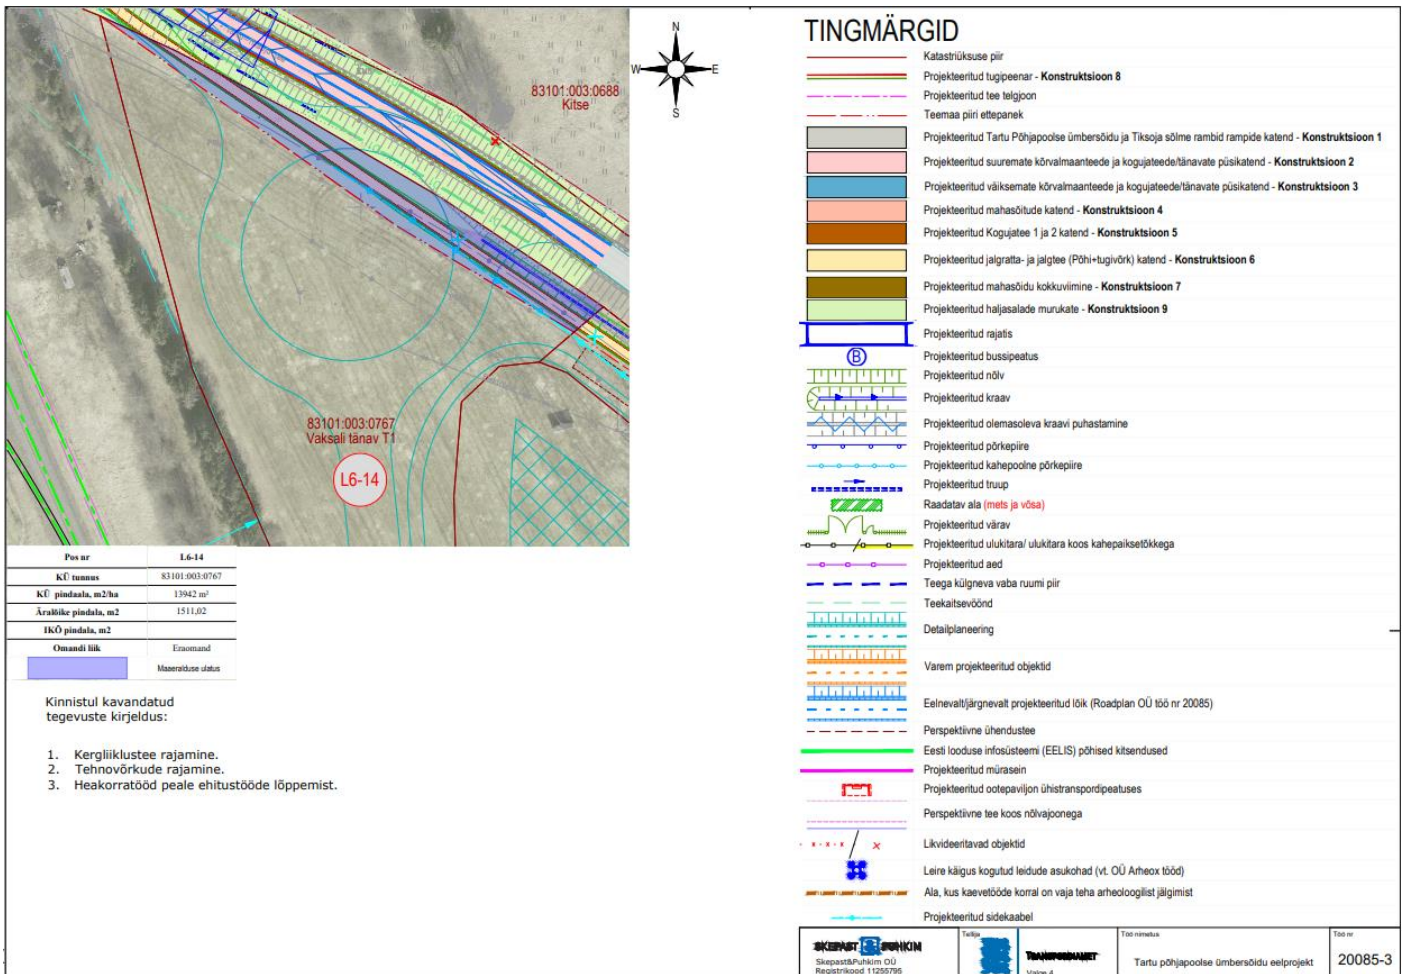 83101:003:0688
Kitse
83101:003:0767
Vaksali tänav T1
L6-14
N
W
E
S
Pos nr L6-14
KÜ tunnus 83101:003:0767
KÜ pindaala, m2/ha 13942 m²
Äralõike pindala, m2 1511,02
IKÕ pindala, m2
Omandi liik Eraomand
Maaeralduse ulatus
Kinnistul kavandatud
tegevuste kirjeldus:
1. Kergliiklustee rajamine.
2. Tehnovõrkude rajamine.
3. Heakorratööd peale ehitustööde lõppemist.
TINGMÄRGID
Katastriüksuse piir
Projekteeritud tugipeenar - Konstruktsioon 8
Projekteeritud tee telgjoon
Teemaa piiri ettepanek
Projekteeritud Tartu Põhjapoolse ümbersõidu ja Tiksoja sõlme rambid rampide katend - Konstruktsioon 1
Projekteeritud suuremate kõrvalmaanteede ja kogujateede/tänavate püsikatend - Konstruktsioon 2
Projekteeritud väiksemate kõrvalmaanteede ja kogujateede/tänavate püsikatend - Konstruktsioon 3
Projekteeritud mahasõitude katend - Konstruktsioon 4
Projekteeritud Kogujatee 1 ja 2 katend - Konstruktsioon 5
Projekteeritud jalgratta- ja jalgtee (Põhi+tugivõrk) katend - Konstruktsioon 6
Projekteeritud mahasõidu kokkuviimine - Konstruktsioon 7
Projekteeritud haljasalade murukate - Konstruktsioon 9
Projekteeritud rajatis
B Projekteeritud bussipeatus
Projekteeritud nõlv
Projekteeritud kraav
Projekteeritud olemasoleva kraavi puhastamine
Projekteeritud põrkepiire
Projekteeritud kahepoolne põrkepiire
Projekteeritud truup
Raadatav ala (mets ja võsa)
Projekteeritud värav
Projekteeritud ulukitara/ ulukitara koos kahepaiksetõkkega
Projekteeritud aed
Teega külgneva vaba ruumi piir
Teekaitsevöönd
Detailplaneering
Varem projekteeritud objektid
Eelnevalt/järgnevalt projekteeritud lõik (Roadplan OÜ töö nr 20085)
Perspektiivne ühendustee
Eesti looduse infosüsteemi (EELIS) põhised kitsendused
Projekteeritud mürasein
Projekteeritud ootepaviljon ühistranspordipeatuses
Perspektiivne tee koos nõlvajoonega
Likvideeritavad objektid
Leire käigus kogutud leidude asukohad (vt. OÜ Arheox tööd)
Ala, kus kaevetööde korral on vaja teha arheoloogilist jälgimist
Projekteeritud sidekaabel
SKEPAST PUHKIM
Skepast&Puhkim OÜ
Registrikood 11255795
Tellija
TRANSPORDIAMET
Valge 4
Töö nimetus
Tartu põhjapoolse ümbersõidu eelprojekt
Töö nr
20085-3